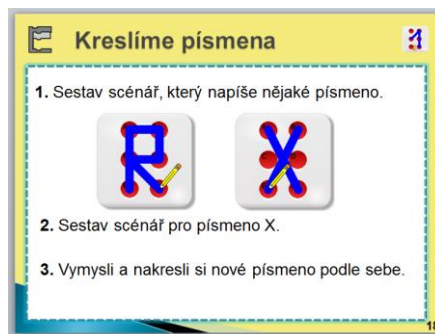 Kreslíme písmena
1. Sestav scénář, který napíše nějaké písmeno.
R X
2. Sestav scénář pro písmeno X.
3. Vymysli a nakresli si nové písmeno podle sebe.